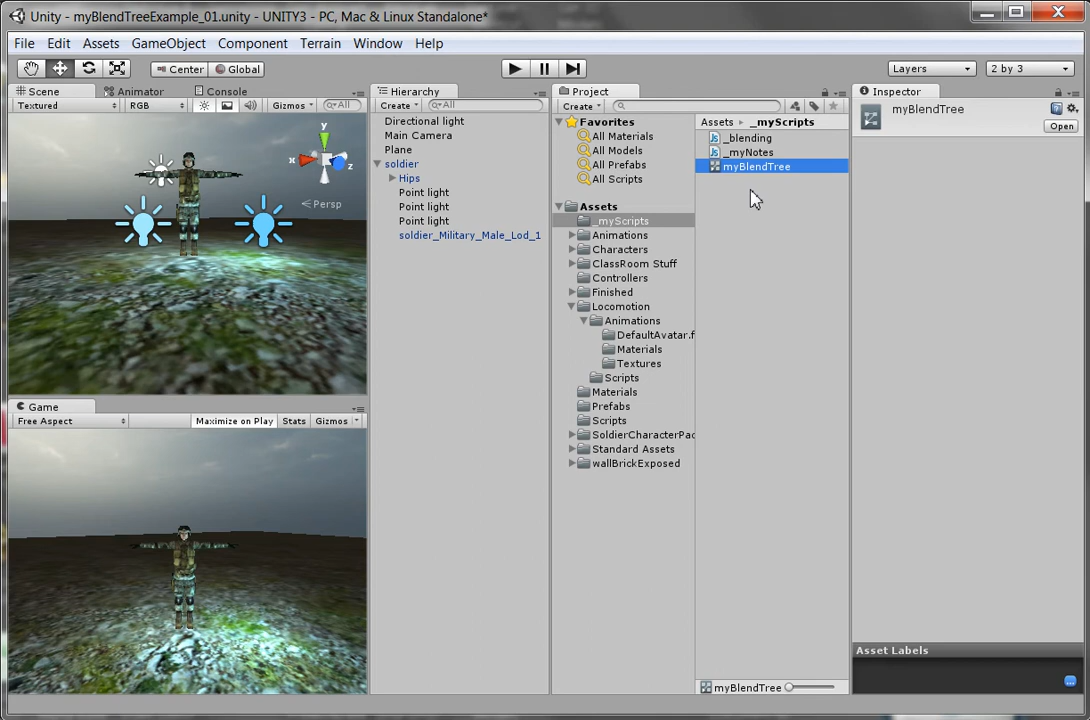 Unity - myBlendTreeExample_01.unity - UNITY3 - PC, Mac & Linux Standalone*
File Edit Assets GameObject Component Terrain Window Help
Center Global
Layers
2 by 3
Scene Animator Console
Textured RGB Gizmos All
y
x
z
Persp
Game
Free Aspect Maximize on Play Stats Gizmos
Hierarchy
Create All
Directional light
Main Camera
Plane
soldier
Hips
Point light
Point light
Point light
soldier_Military_Male_Lod_1
Project
Create
Favorites
All Materials
All Models
All Prefabs
All Scripts
Assets
_myScripts
Animations
Characters
ClassRoom Stuff
Controllers
Finished
Locomotion
Animations
DefaultAvatar.f
Materials
Textures
Scripts
Materials
Prefabs
Scripts
SoldierCharacterPac
Standard Assets
wallBrickExposed
Assets _myScripts
_blending
_myNotes
myBlendTree
myBlendTree
Inspector
myBlendTree
Open
Asset Labels